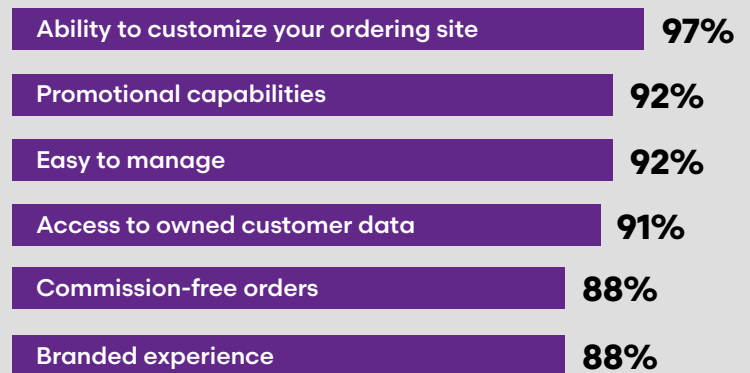 Ability to customize your ordering site 97%
Promotional capabilities 92%
Easy to manage 92%
Access to owned customer data 91%
Commission-free orders 88%
Branded experience 88%